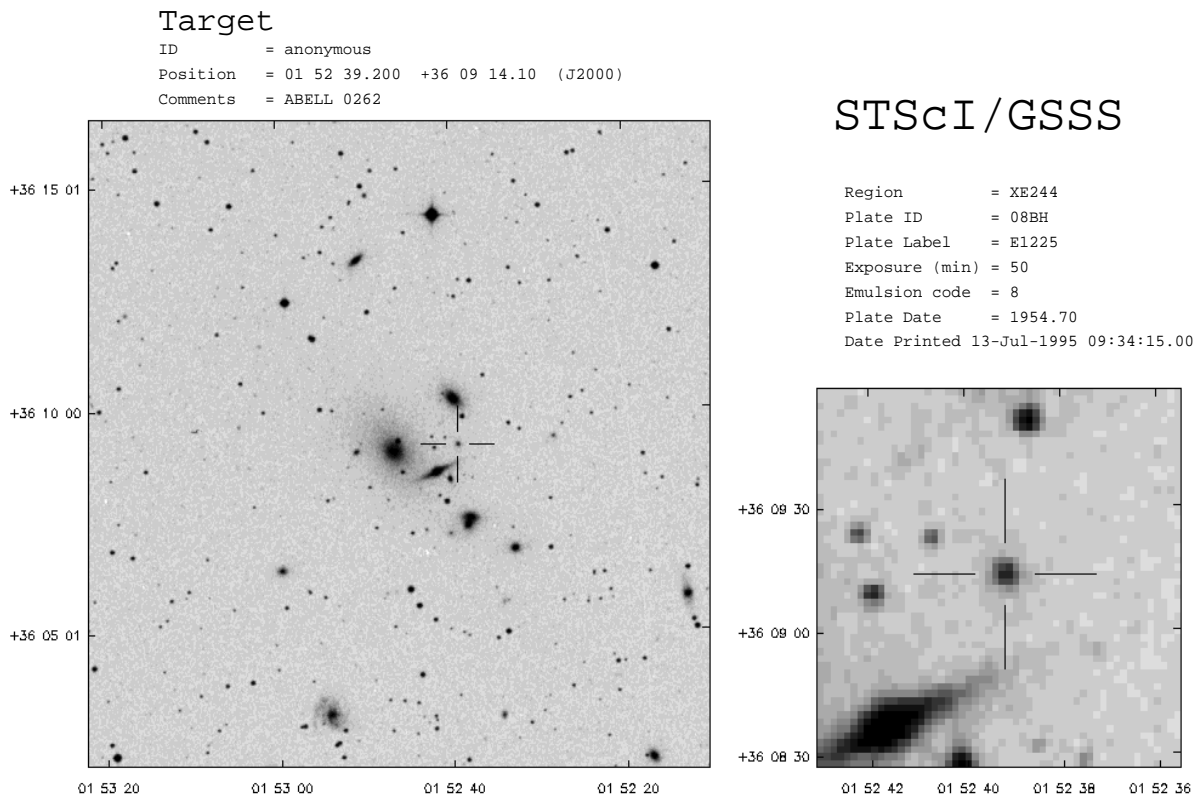 Target
ID = anonymous
Position = 01 52 39.200 +36 09 14.10 (J2000)
Comments = ABELL 0262
STScI/GSSS
Region = XE244
Plate ID = 08BH
Plate Label = E1225
Exposure (min) = 50
Emulsion code = 8
Plate Date = 1954.70
Date Printed 13-Jul-1995 09:34:15.00
+36 15 01
+36 10 00
+36 05 01
01 53 20 01 53 00 01 52 40 01 52 20
+36 09 30
+36 09 00
+36 08 30
01 52 42 01 52 40 01 52 38 01 52 36